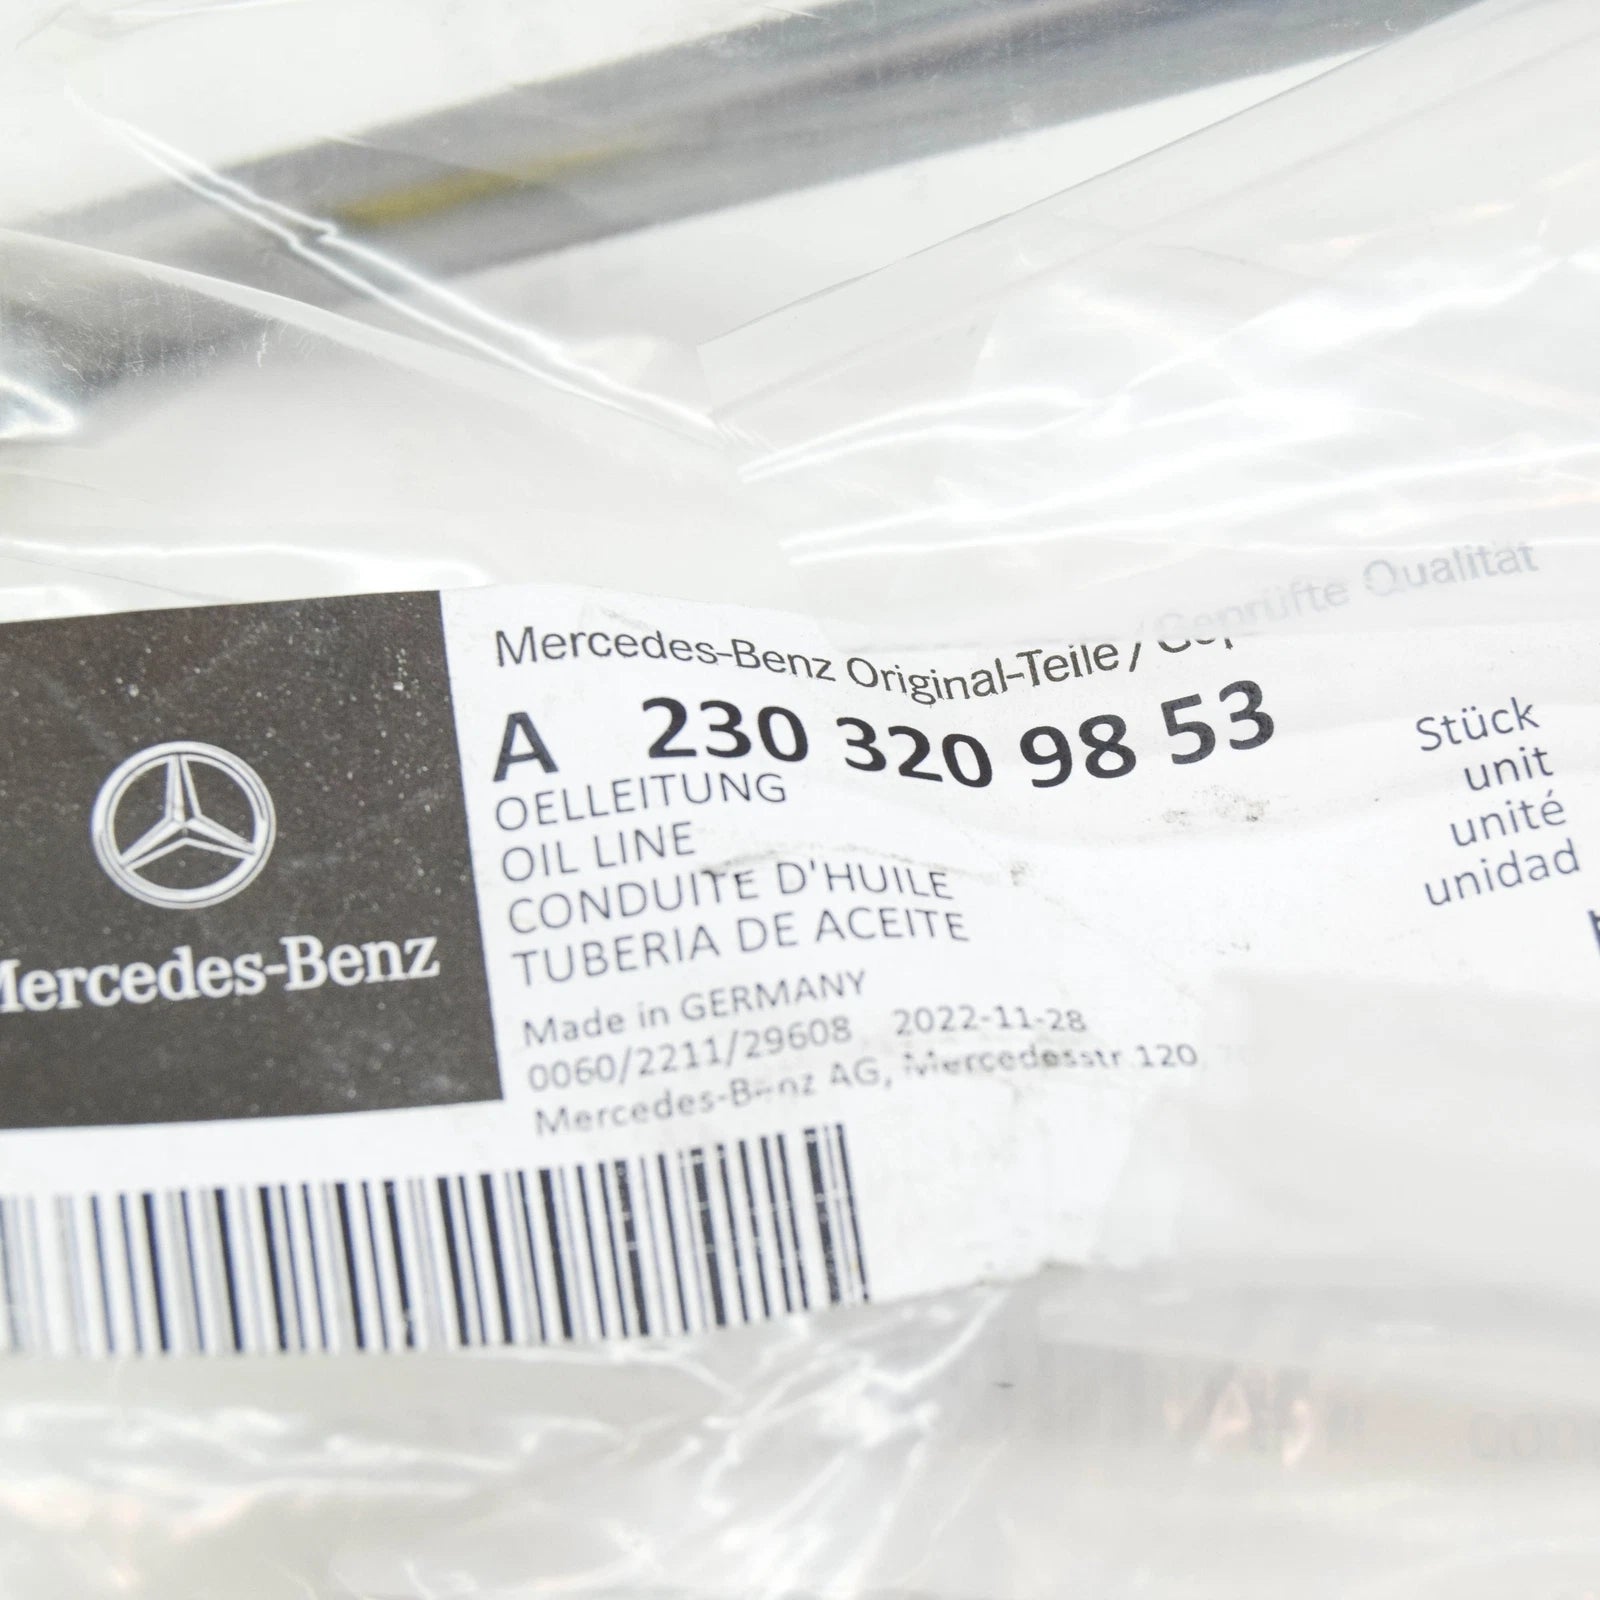 Mercedes-Benz Original-Teile / Geprüfte Qualität
A 230 320 98 53
OELLEITUNG
OIL LINE
CONDUITE D'HUILE
TUBERIA DE ACEITE
Stück
unit
unité
unidad
Made in GERMANY
0060/2211/29608 2022-11-28
Mercedes-Benz AG, Mercedesstr.120
Mercedes-Benz